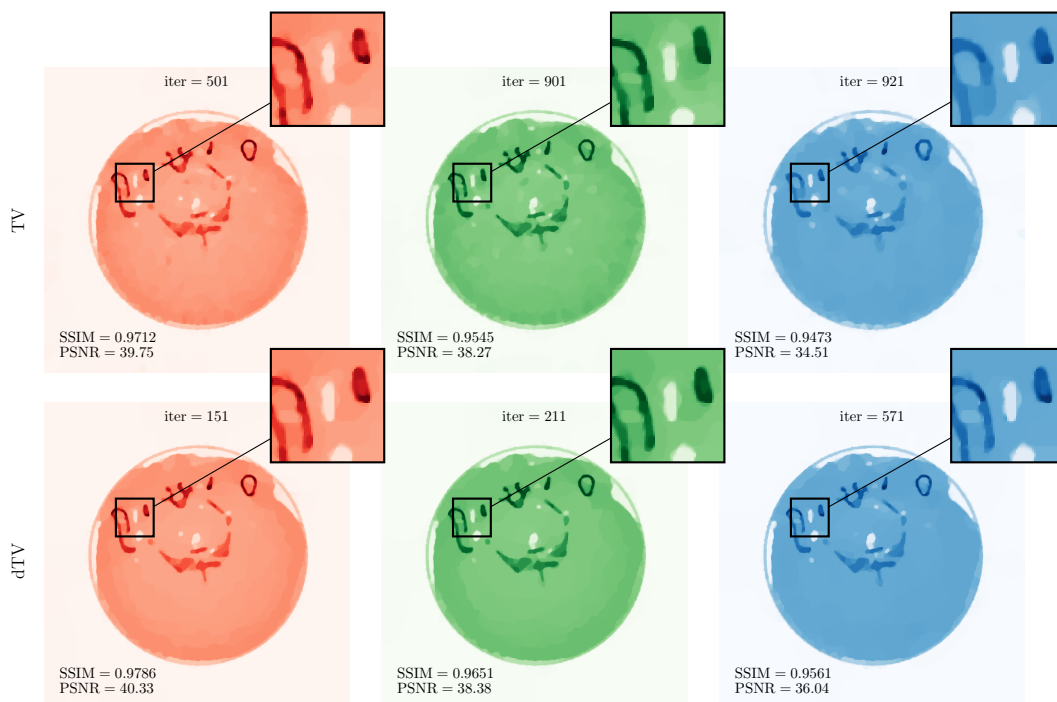 iter = 501
iter = 901
iter = 921
TV
SSIM = 0.9712
PSNR = 39.75
SSIM = 0.9545
PSNR = 38.27
SSIM = 0.9473
PSNR = 34.51
iter = 151
iter = 211
iter = 571
dTV
SSIM = 0.9786
PSNR = 40.33
SSIM = 0.9651
PSNR = 38.38
SSIM = 0.9561
PSNR = 36.04